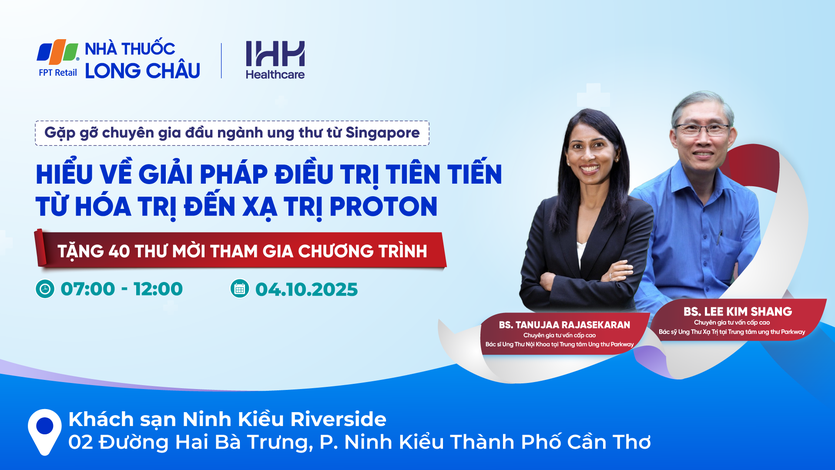 FPT Retail
NHÀ THUỐC
LONG CHÂU
IHH
Healthcare
Gặp gỡ chuyên gia đầu ngành ung thư từ Singapore
HIỂU VỀ GIẢI PHÁP ĐIỀU TRỊ TIÊN TIẾN
TỪ HÓA TRỊ ĐẾN XẠ TRỊ PROTON
TẶNG 40 THƯ MỜI THAM GIA CHƯƠNG TRÌNH
07:00 - 12:00
04.10.2025
BS. TANUJAA RAJASEKARAN
Chuyên gia tư vấn cấp cao
Bác sĩ Ung Thư Nội Khoa tại Trung tâm Ung thư Parkway
BS. LEE KIM SHANG
Chuyên gia tư vấn cấp cao
Bác sỹ Ung Thư Xạ Trị tại Trung tâm ung thư Parkway
Khách sạn Ninh Kiều Riverside
02 Đường Hai Bà Trưng, P. Ninh Kiều Thành Phố Cần Thơ